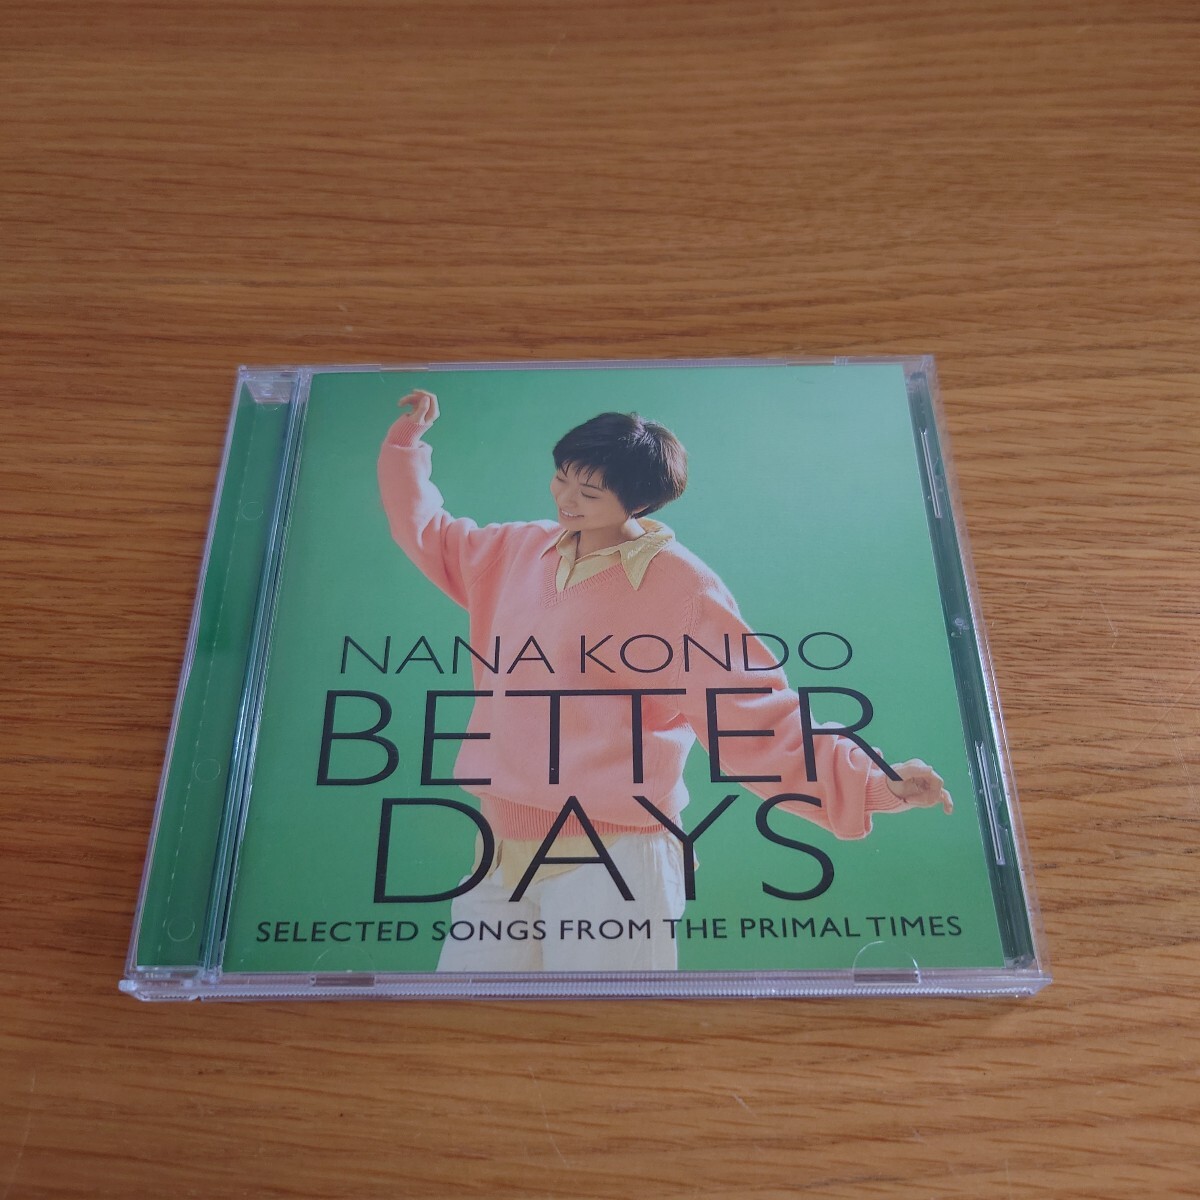 NANA KONDO
BETTER
DAYS
SELECTED SONGS FROM THE PRIMAL TIMES